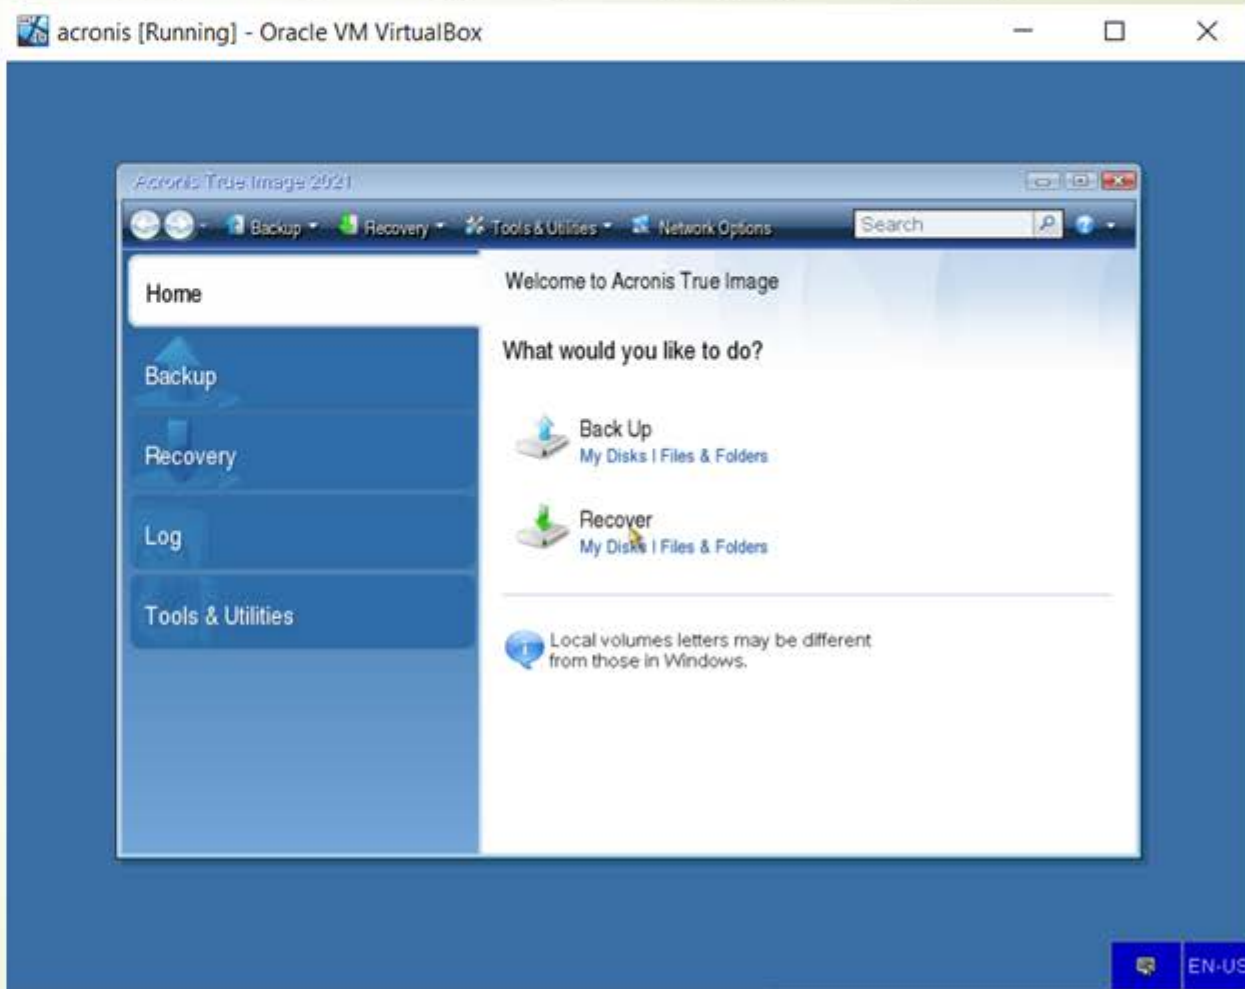 acronis [Running] - Oracle VM VirtualBox
Acronis True Image 2021
Backup Recovery Tools & Utilities Network Options Search
Home
Welcome to Acronis True Image
What would you like to do?
Backup
Back Up
My Disks | Files & Folders
Recovery
Recover
My Disks | Files & Folders
Log
Tools & Utilities
Local volumes letters may be different
from those in Windows.
EN-US